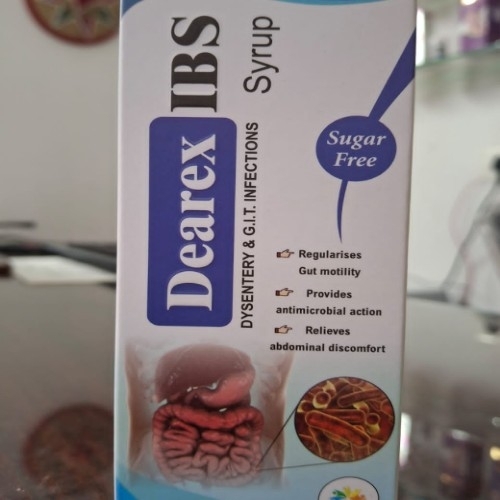 Dearex IBS
Syrup
DYSENTERY & G.I.T. INFECTIONS
Sugar
Free
Regularises
Gut motility
Provides
antimicrobial action
Relieves
abdominal discomfort